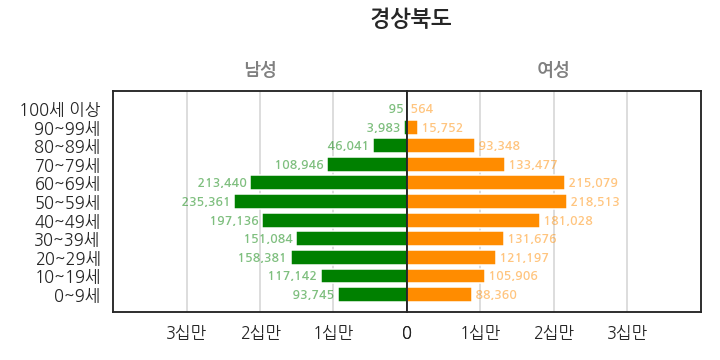 경상북도
남성 여성
100세 이상 95 564
90~99세 3,983 15,752
80~89세 46,041 93,348
70~79세 108,946 133,477
60~69세 213,440 215,079
50~59세 235,361 218,513
40~49세 197,136 181,028
30~39세 151,084 131,676
20~29세 158,381 121,197
10~19세 117,142 105,906
0~9세 93,745 88,360
3십만 2십만 1십만 0 1십만 2십만 3십만